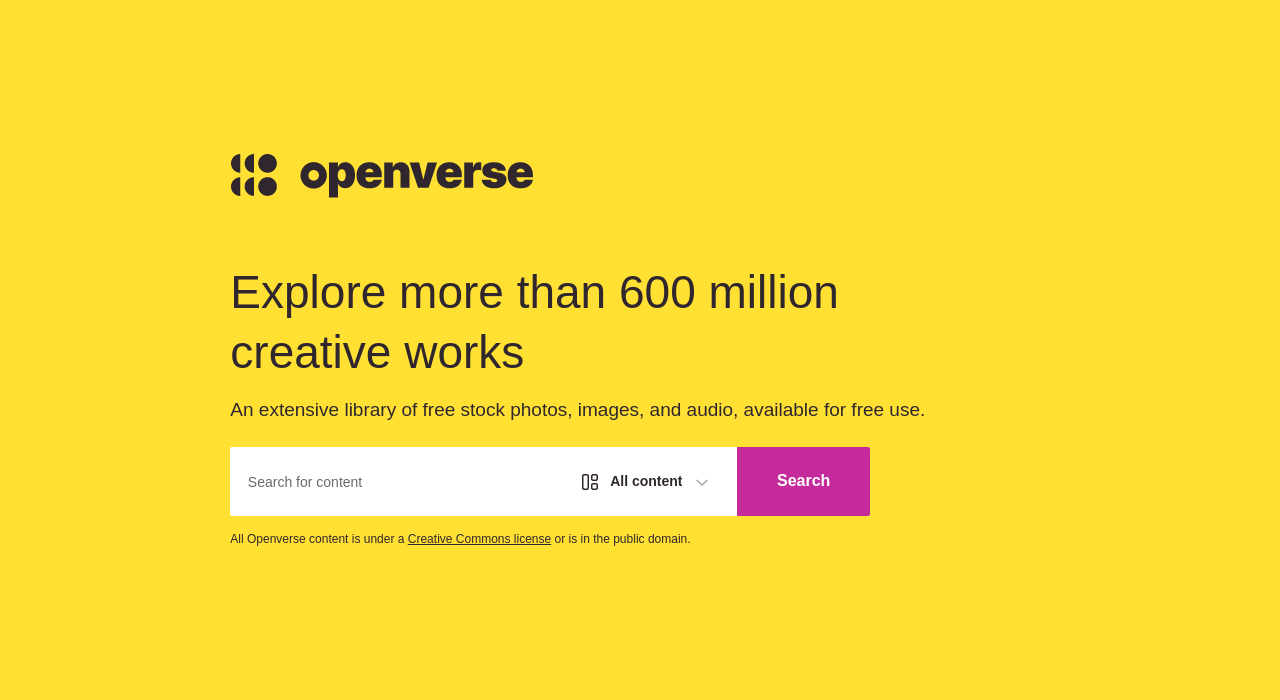 openverse
Explore more than 600 million
creative works
An extensive library of free stock photos, images, and audio, available for free use.
Search for content
All content
Search
All Openverse content is under a Creative Commons license or is in the public domain.